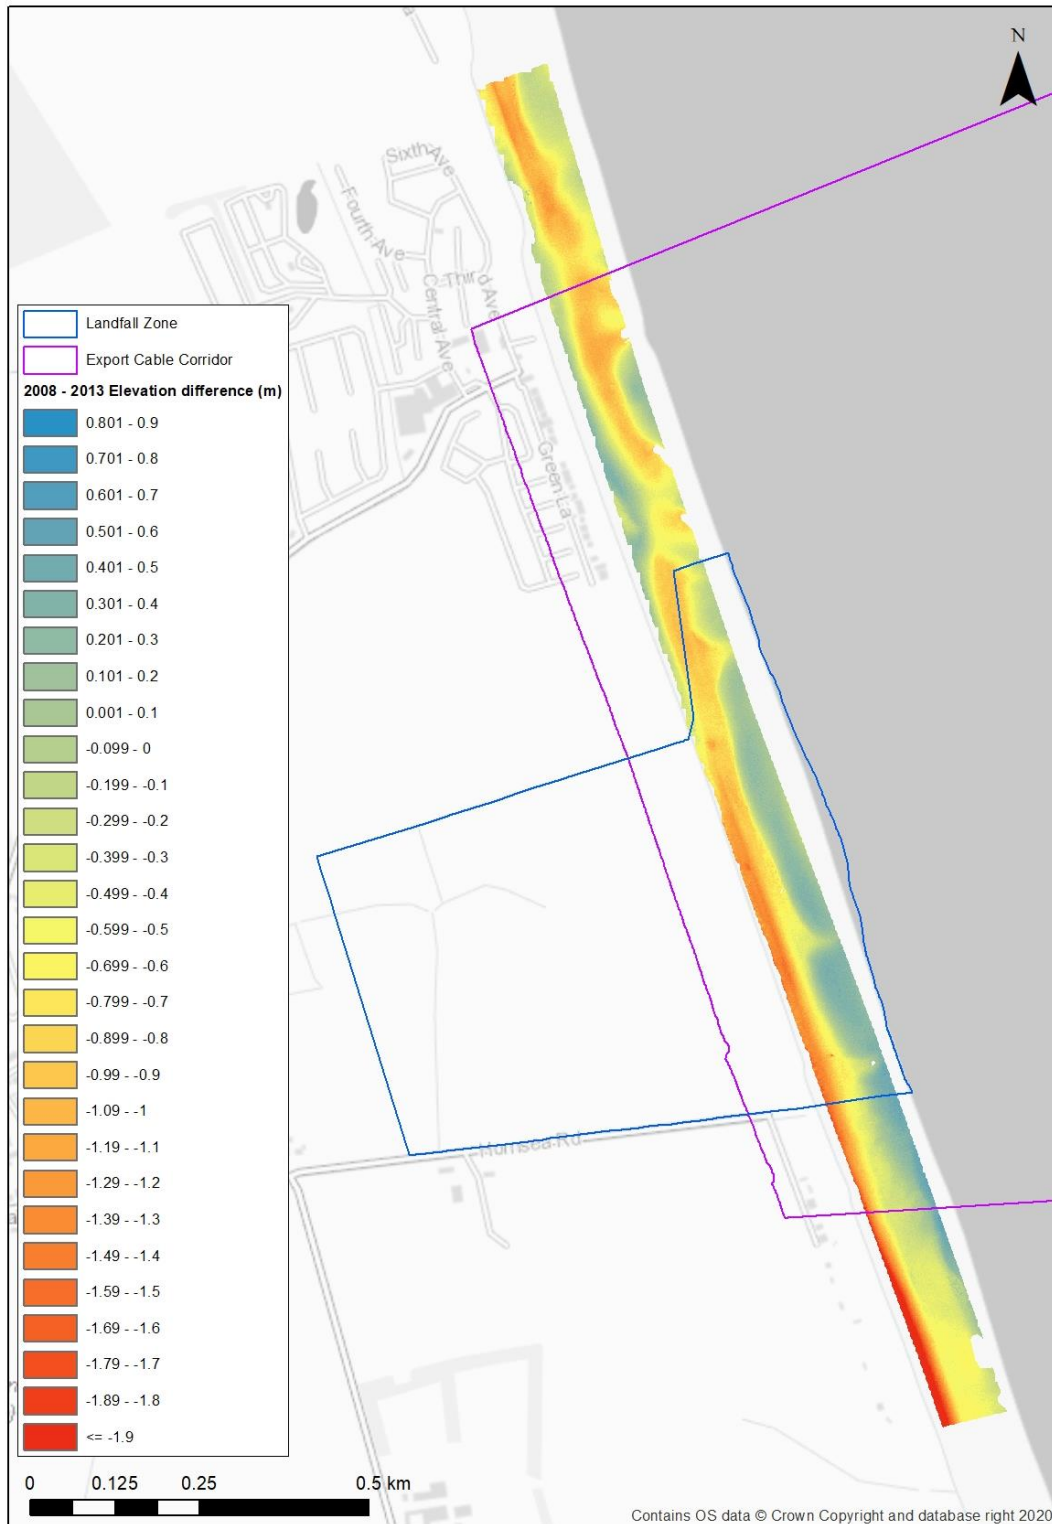 N
Sixth Ave
Fourth Ave
Third Ave
Central Ave
Green La
Landfall Zone
Export Cable Corridor
2008 - 2013 Elevation difference (m)
0.801 - 0.9
0.701 - 0.8
0.601 - 0.7
0.501 - 0.6
0.401 - 0.5
0.301 - 0.4
0.201 - 0.3
0.101 - 0.2
0.001 - 0.1
-0.099 - 0
-0.199 - -0.1
-0.299 - -0.2
-0.399 - -0.3
-0.499 - -0.4
-0.599 - -0.5
-0.699 - -0.6
-0.799 - -0.7
-0.899 - -0.8
-0.99 - -0.9
-1.09 - -1
-1.19 - -1.1
-1.29 - -1.2
-1.39 - -1.3
-1.49 - -1.4
-1.59 - -1.5
-1.69 - -1.6
-1.79 - -1.7
-1.89 - -1.8
<= -1.9
Hornsea Rd
0 0.125 0.25 0.5 km
Contains OS data © Crown Copyright and database right 2020